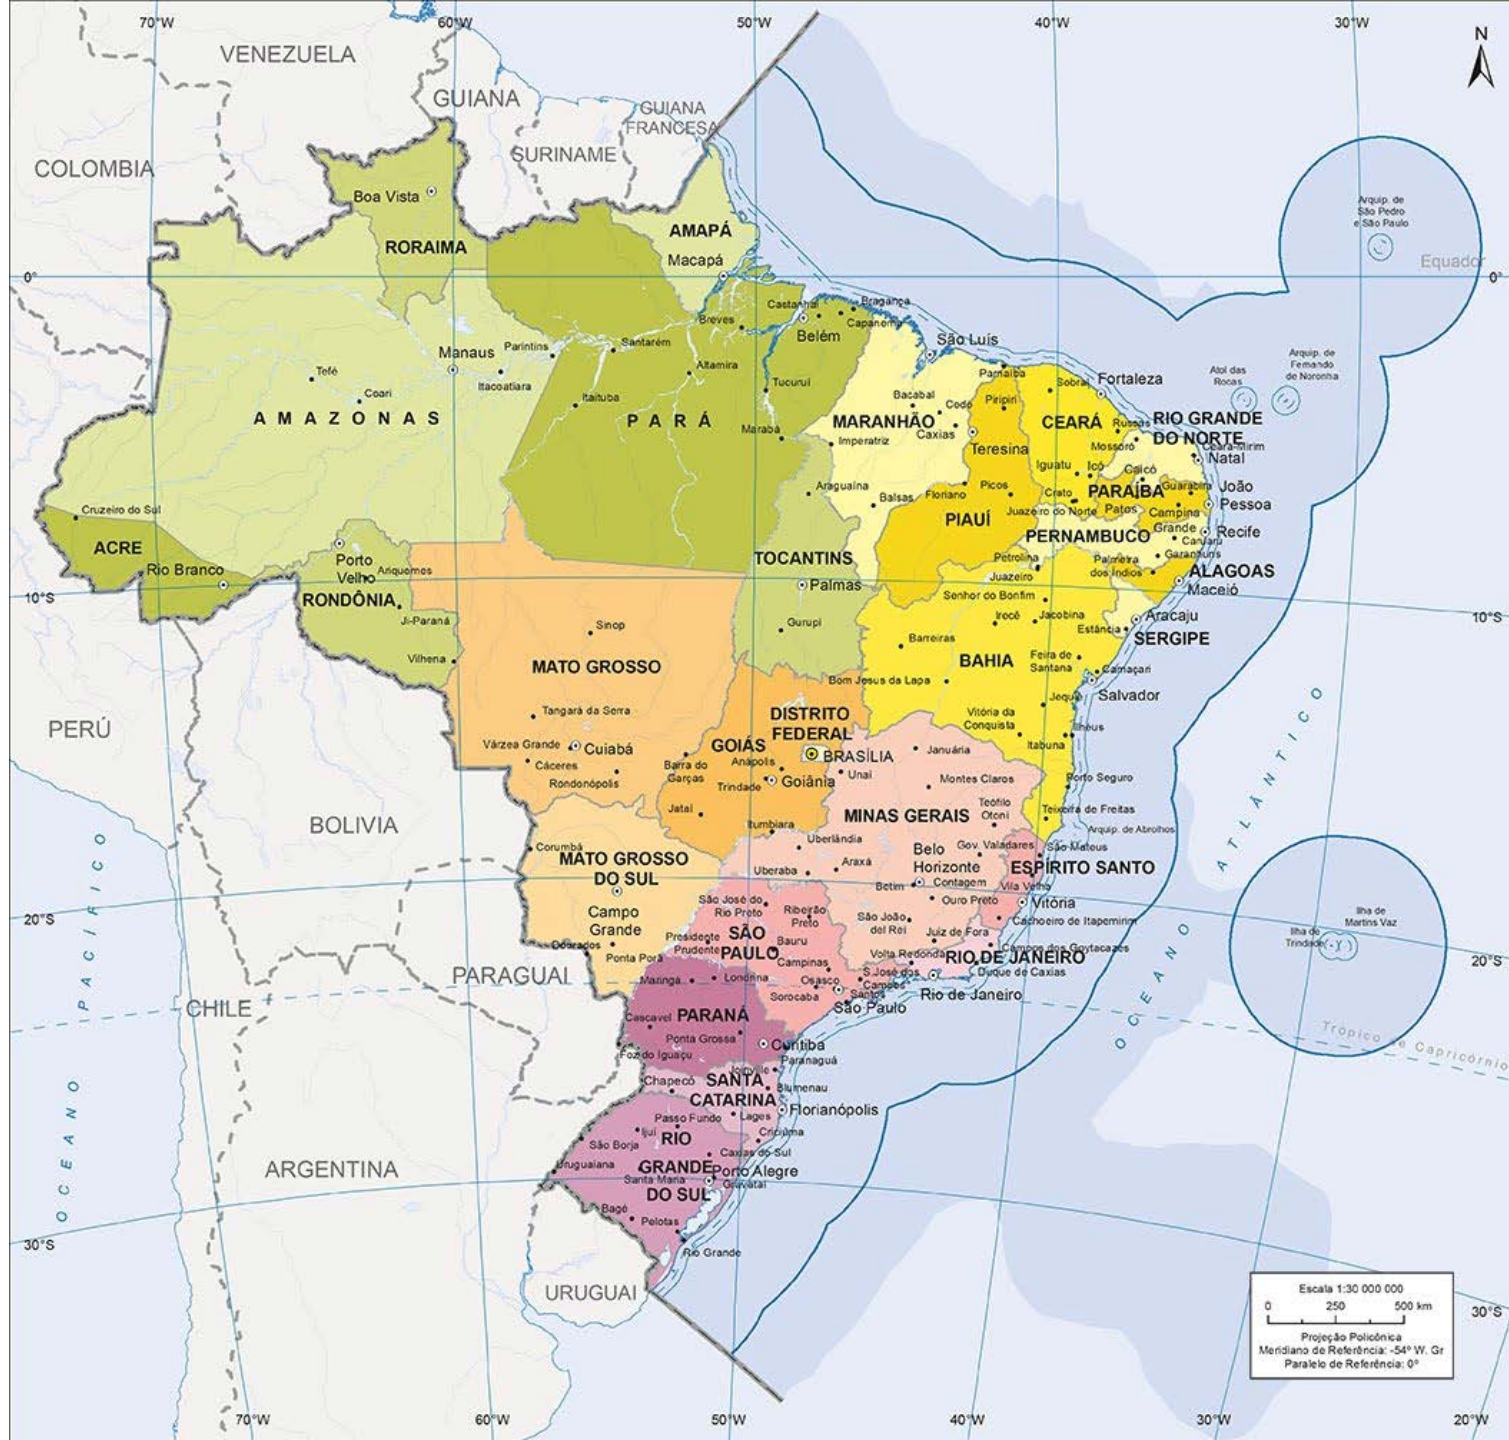 70°W
60°W
50°W
40°W
30°W
N
VENEZUELA
GUIANA
GUIANA
FRANCESA
SURINAME
COLOMBIA
Boa Vista
RORAIMA
AMAPÁ
Macapá
Arquip. de
São Pedro
e São Paulo
Equador
0°
0°
Castanhal
Bragança
Capanema
Breves
Belém
São Luís
Manaus
Parintins
Santarém
Itacoatiara
Altamira
Tefé
Coari
Itaituba
Tucuruí
Marabá
AMAZONAS
PARÁ
Parnaíba
Sobral
Fortaleza
Atol das
Rocas
Arquip. de
Fernando
de Noronha
Bacabal
Codó
Piripiri
MARANHÃO
Caxias
Imperatriz
CEARÁ
Russas
RIO GRANDE
DO NORTE
Mossoró
Ceará-Mirim
Natal
Teresina
Iguatu
Icó
Caicó
Araguaína
Balsas
Floriano
Picos
Crato
PARAÍBA
Guarabira
João
Pessoa
Juazeiro do Norte
Patos
Campina
Grande
PIAUÍ
PERNAMBUCO
Recife
Caruaru
Garanhuns
Cruzeiro do Sul
ACRE
Rio Branco
Porto
Velho
Ariquemes
RONDÔNIA
Ji-Paraná
Vilhena
TOCANTINS
Palmas
Gurupi
Petrolina
Juazeiro
Palmeira
dos Índios
ALAGOAS
Maceió
Senhor do Bonfim
Irecê
Jacobina
Aracaju
Estância
SERGIPE
10°S
10°S
Sinop
MATO GROSSO
Barreiras
BAHIA
Feira de
Santana
Camaçari
Bom Jesus da Lapa
Salvador
Jequié
Tangará da Serra
Várzea Grande
Cuiabá
Cáceres
Rondonópolis
DISTRITO
FEDERAL
GOIÁS
BRASÍLIA
Anápolis
Barra do
Garças
Trindade
Goiânia
Unaí
Jataí
Itumbiara
Vitória da
Conquista
Ilhéus
Itabuna
Januária
Montes Claros
Porto Seguro
PERÚ
BOLIVIA
MINAS GERAIS
Teófilo
Otoni
Teixeira de Freitas
Arquip. de Abrolhos
Uberlândia
Belo
Horizonte
Gov. Valadares
São Mateus
Corumbá
MATO GROSSO
DO SUL
Uberaba
Araxá
ESPÍRITO SANTO
Betim
Contagem
Vila Velha
Ouro Preto
Vitória
Campo
Grande
São José do
Rio Preto
Ribeirão
Preto
São João
del Rei
Cachoeiro de Itapemirim
Dourados
Ponta Porã
Presidente
Prudente
SÃO
PAULO
Bauru
Juiz de Fora
Campos dos Goytacazes
Volta Redonda
RIO DE JANEIRO
Duque de Caxias
Campinas
S.José dos
Campos
Osasco
Sorocaba
Santos
São Paulo
Rio de Janeiro
Ilha de
Martins Vaz
Ilha de
Trindade
20°S
20°S
PARAGUAI
CHILE
Maringá
Londrina
PARANÁ
Cascavel
Ponta Grossa
Curitiba
Foz do Iguaçu
Paranaguá
Joinville
Trópico de Capricórnio
Chapecó
SANTA
CATARINA
Blumenau
Florianópolis
Lages
Passo Fundo
Ijuí
São Borja
RIO
GRANDE
DO SUL
Criciúma
Caxias do Sul
Uruguaiana
Santa Maria
Porto Alegre
Gravataí
Bagé
Pelotas
Rio Grande
ARGENTINA
URUGUAI
OCEANO PACÍFICO
OCEANO ATLÂNTICO
30°S
30°S
Escala 1:30 000 000
0 250 500 km
Projeção Policônica
Meridiano de Referência: -54º W. Gr
Paralelo de Referência: 0º
70°W
60°W
50°W
40°W
30°W
20°W